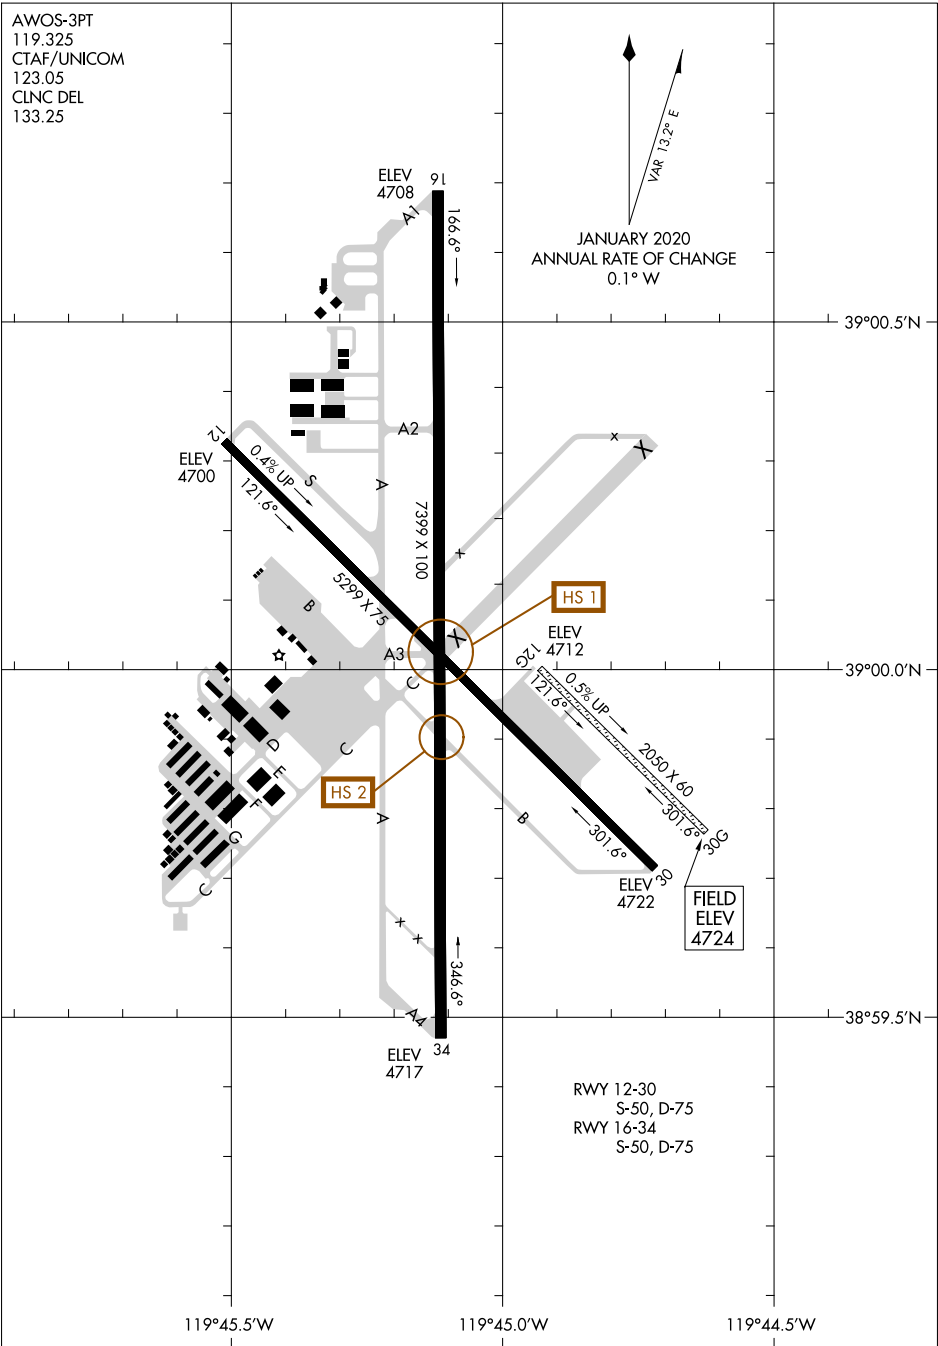 AWOS-3PT
119.325
CTAF/UNICOM
123.05
CLNC DEL
133.25
VAR 13.2° E
JANUARY 2020
ANNUAL RATE OF CHANGE
0.1° W
ELEV
4708
16
A1
166.6°
39°00.5'N
A2
12
ELEV
4700
0.4% UP
121.6°
S
A
7399 X 100
X
X
X
5299 X 75
B
HS 1
X
A3
C
ELEV
4712
39°00.0'N
12G
121.6°
0.5% UP
2050 X 60
301.6°
30G
D
E
F
G
C
C
HS 2
A
B
301.6°
30
ELEV
4722
FIELD
ELEV
4724
X
X
346.6°
A4
34
ELEV
4717
38°59.5'N
RWY 12-30
S-50, D-75
RWY 16-34
S-50, D-75
119°45.5'W
119°45.0'W
119°44.5'W